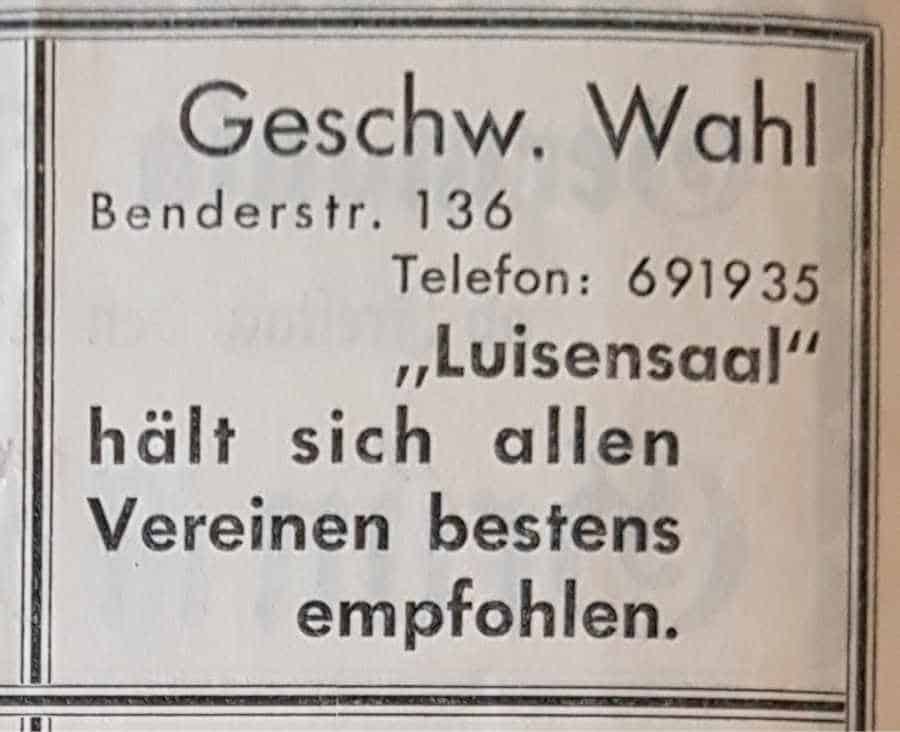 Geschw. Wahl
Benderstr. 136
Telefon: 691935
„Luisensaal“
hält sich allen
Vereinen bestens
empfohlen.